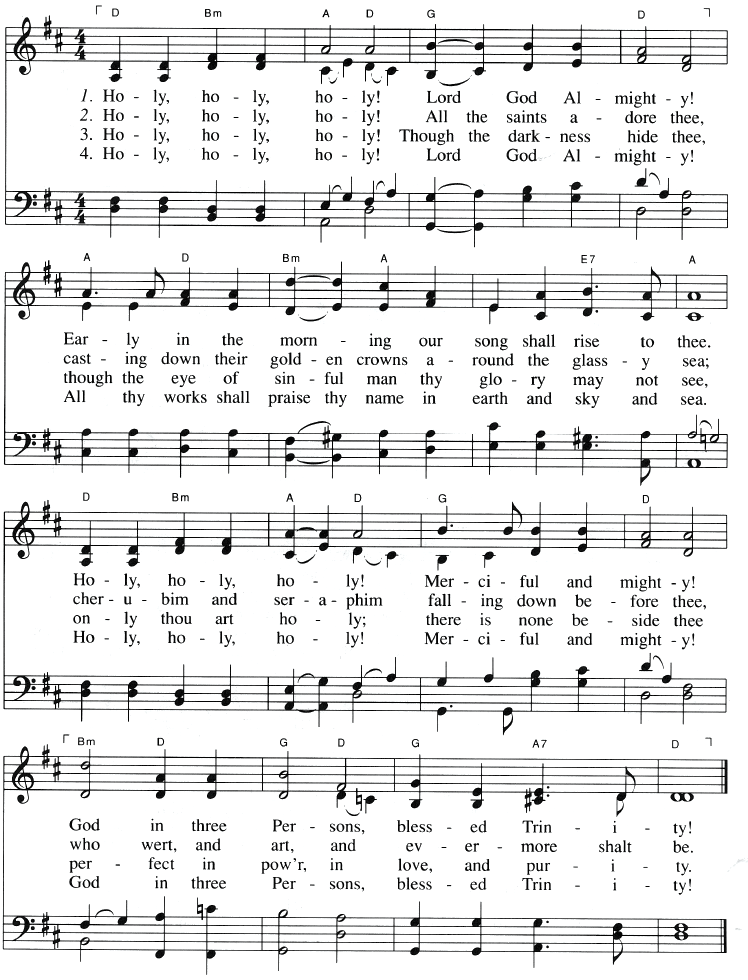 D Bm A D G D
4 4
1. Ho - ly, ho - ly, ho - ly! Lord God Al - might - y!
2. Ho - ly, ho - ly, ho - ly! All the saints a - dore thee,
3. Ho - ly, ho - ly, ho - ly! Though the dark - ness hide thee,
4. Ho - ly, ho - ly, ho - ly! Lord God Al - might - y!
4 4
A D Bm A E7 A
Ear - ly in the morn - ing our song shall rise to thee.
cast - ing down their gold - en crowns a - round the glass - y sea;
though the eye of sin - ful man thy glo - ry may not see,
All thy works shall praise thy name in earth and sky and sea.
D Bm A D G D
Ho - ly, ho - ly, ho - ly! Mer - ci - ful and might - y!
cher - u - bim and ser - a - phim fall - ing down be - fore thee,
on - ly thou art ho - ly; there is none be - side thee
Ho - ly, ho - ly, ho - ly! Mer - ci - ful and might - y!
Bm D G D G A7 D
God in three Per - sons, bless - ed Trin - i - ty!
who wert, and art, and ev - er - more shalt be.
per - fect in pow'r, in love, and pur - i - ty.
God in three Per - sons, bless - ed Trin - i - ty!